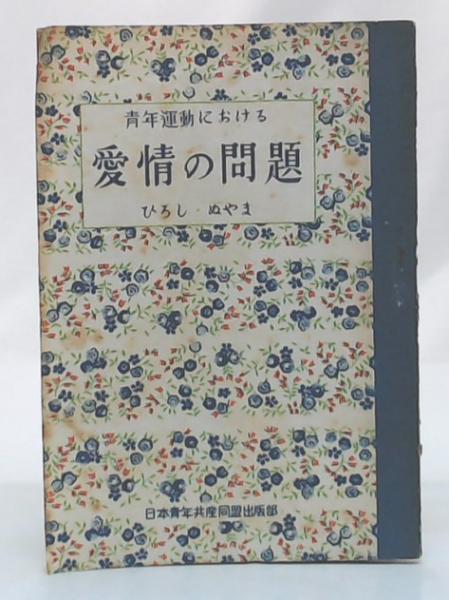 青年運動における
愛情の問題
ひろし・ぬやま
日本青年共産同盟出版部